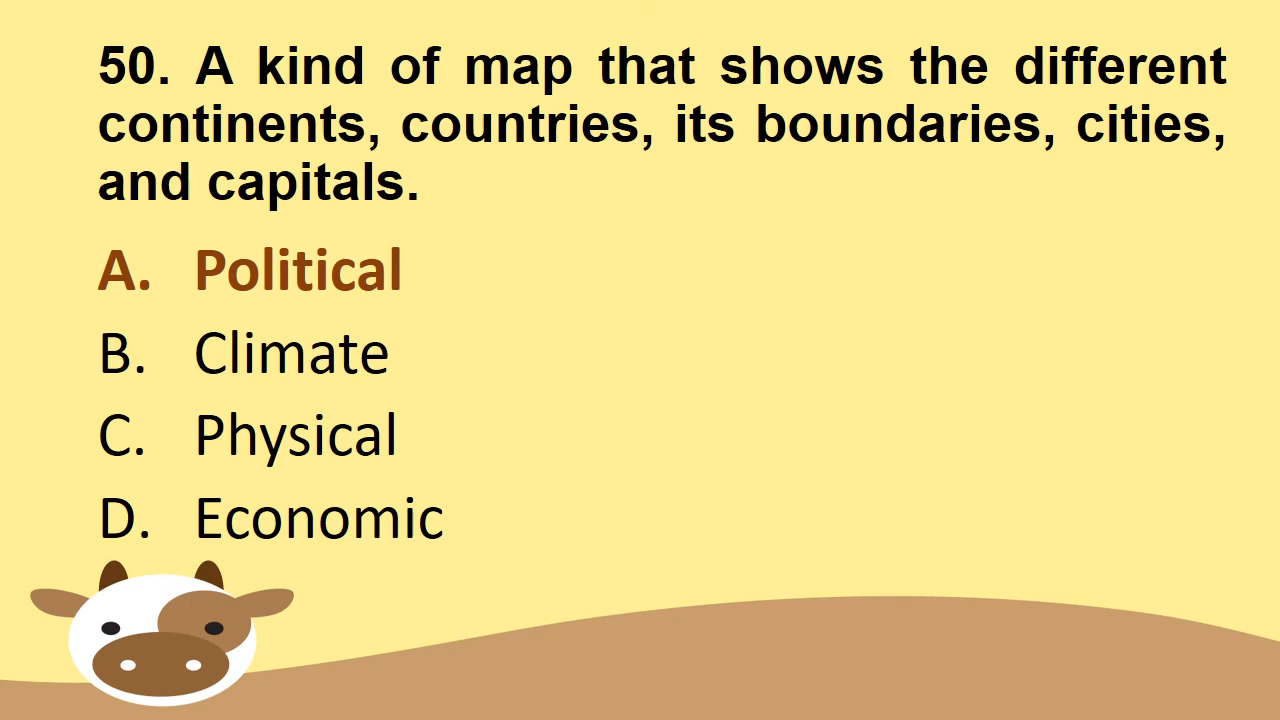 50. A kind of map that shows the different
continents, countries, its boundaries, cities,
and capitals.
A. Political
B. Climate
C. Physical
D. Economic